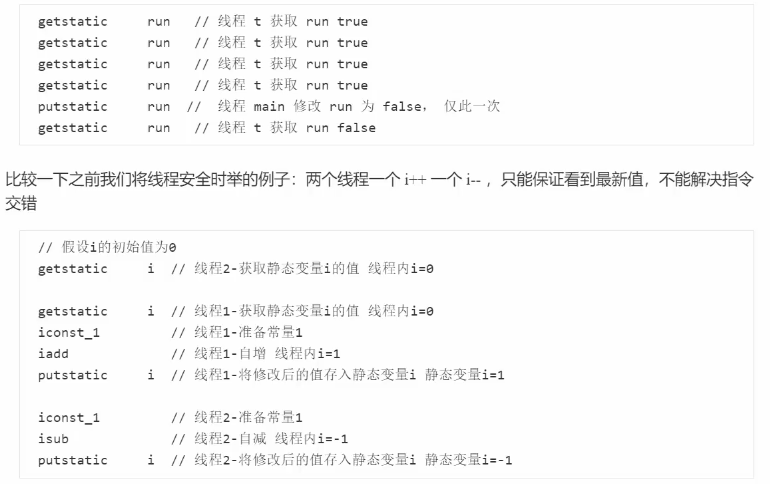 getstatic run // 线程 t 获取 run true
getstatic run // 线程 t 获取 run true
getstatic run // 线程 t 获取 run true
getstatic run // 线程 t 获取 run true
putstatic run // 线程 main 修改 run 为 false， 仅此一次
getstatic run // 线程 t 获取 run false
比较一下之前我们将线程安全时举的例子：两个线程一个 i++ 一个 i-- ，只能保证看到最新值，不能解决指令
交错
// 假设i的初始值为0
getstatic i // 线程2-获取静态变量i的值 线程内i=0
getstatic i // 线程1-获取静态变量i的值 线程内i=0
iconst_1 // 线程1-准备常量1
iadd // 线程1-自增 线程内i=1
putstatic i // 线程1-将修改后的值存入静态变量i 静态变量i=1
iconst_1 // 线程2-准备常量1
isub // 线程2-自减 线程内i=-1
putstatic i // 线程2-将修改后的值存入静态变量i 静态变量i=-1